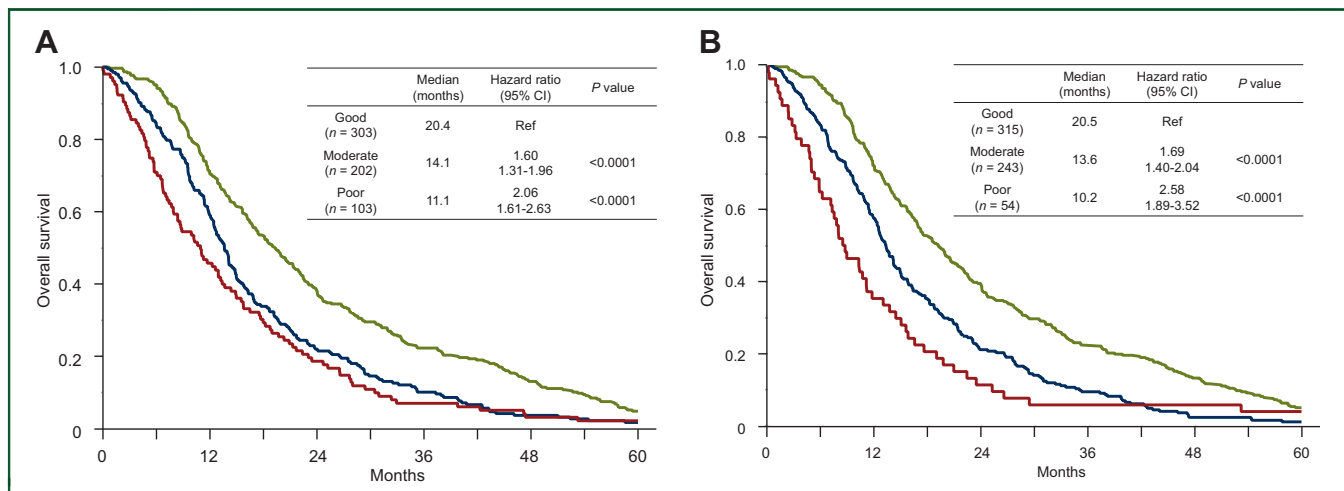 A
Median Hazard ratio P value
(months) (95% CI)
Good
(n = 303) 20.4 Ref
Moderate
(n = 202) 14.1 1.60
1.31-1.96 <0.0001
Poor
(n = 103) 11.1 2.06
1.61-2.63 <0.0001
Overall survival
1.0
0.8
0.6
0.4
0.2
0
0 12 24 36 48 60
Months
B
Median Hazard ratio P value
(months) (95% CI)
Good
(n = 315) 20.5 Ref
Moderate
(n = 243) 13.6 1.69
1.40-2.04 <0.0001
Poor
(n = 54) 10.2 2.58
1.89-3.52 <0.0001
Overall survival
1.0
0.8
0.6
0.4
0.2
0
0 12 24 36 48 60
Months